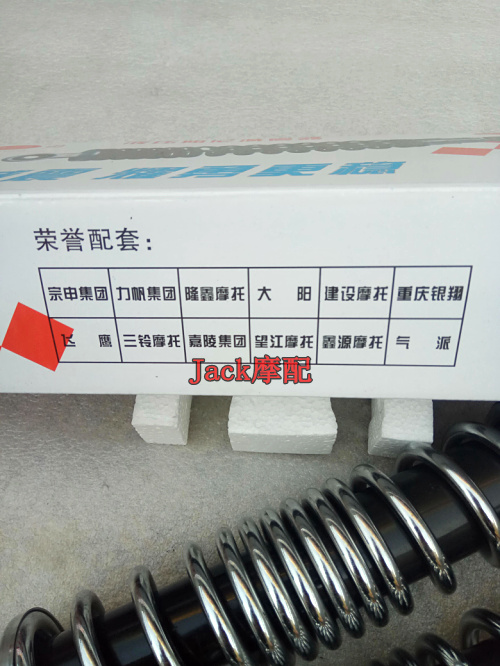 荣誉配套：
宗申集团 力帆集团 隆鑫摩托 大阳 建设摩托 重庆银翔
飞鹰 三铃摩托 嘉陵集团 望江摩托 鑫源摩托 气派
Jack摩配